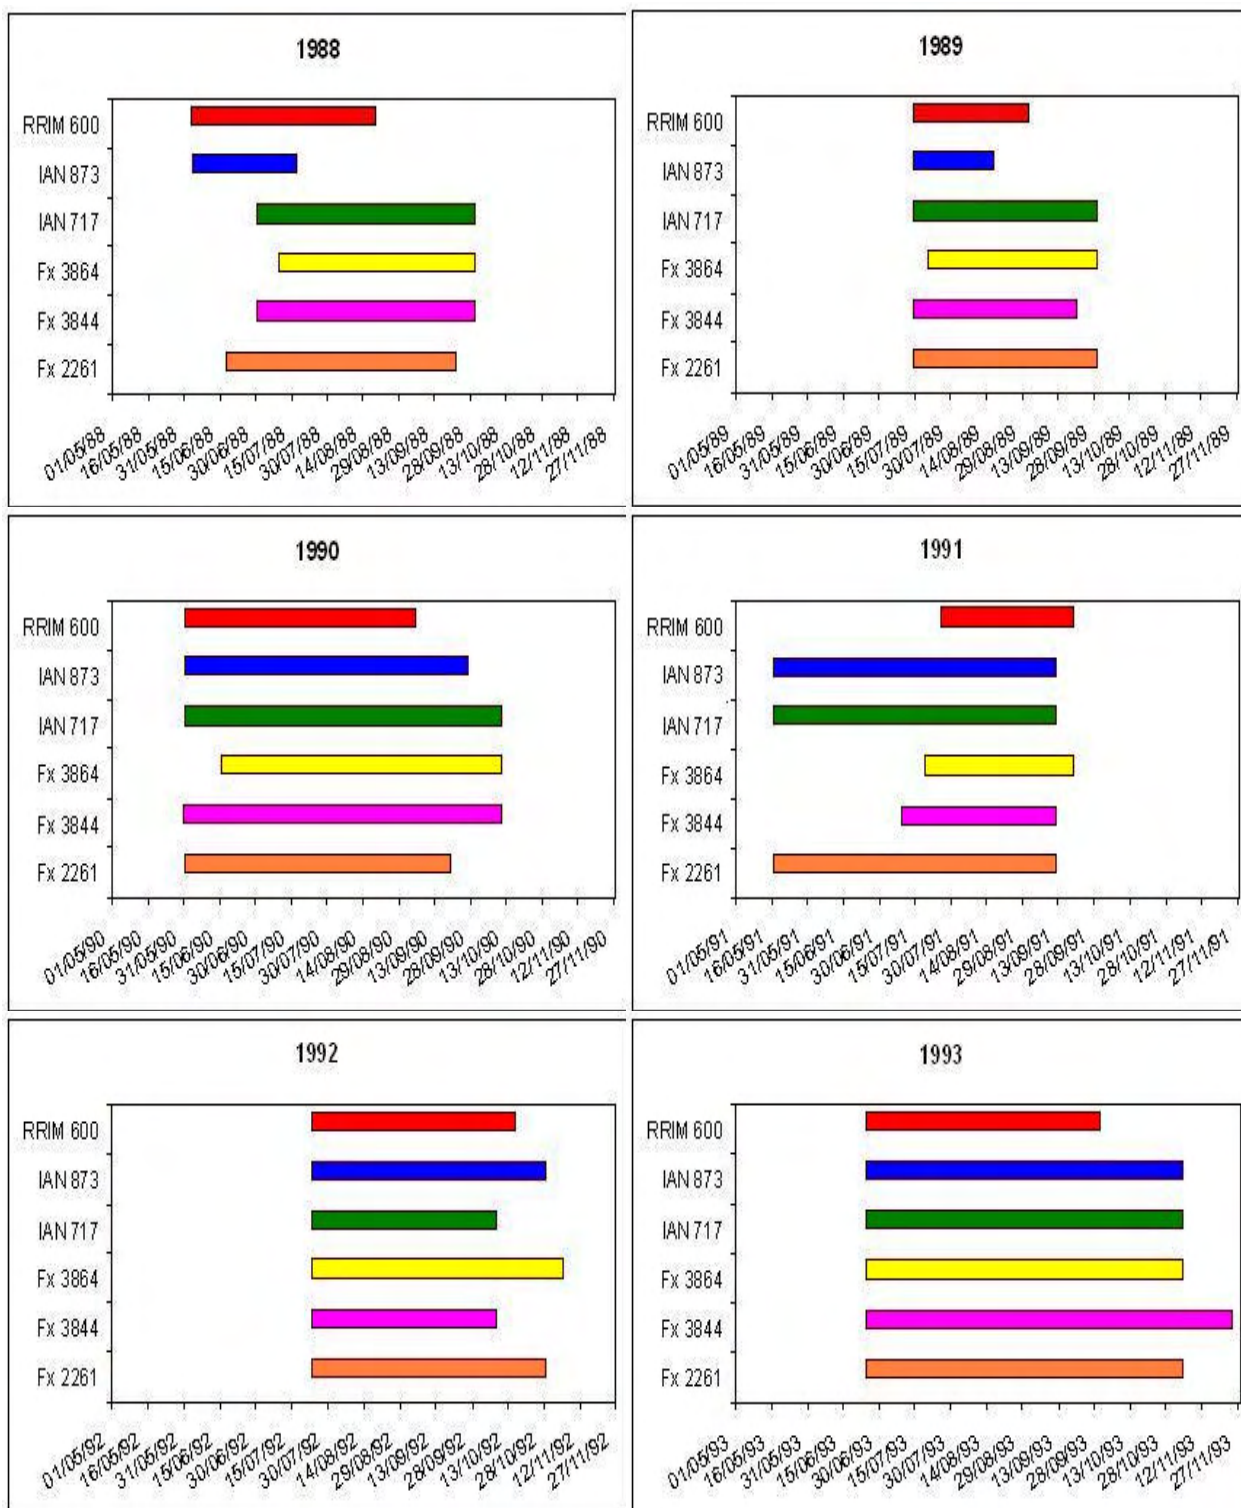 1988
RRIM 600
IAN 873
IAN 717
Fx 3864
Fx 3844
Fx 2261
01/05/88
16/05/88
31/05/88
15/06/88
30/06/88
15/07/88
30/07/88
14/08/88
29/08/88
13/09/88
28/09/88
13/10/88
28/10/88
12/11/88
27/11/88
1989
RRIM 600
IAN 873
IAN 717
Fx 3864
Fx 3844
Fx 2261
01/05/89
16/05/89
31/05/89
15/06/89
30/06/89
15/07/89
30/07/89
14/08/89
29/08/89
13/09/89
28/09/89
13/10/89
28/10/89
12/11/89
27/11/89
1990
RRIM 600
IAN 873
IAN 717
Fx 3864
Fx 3844
Fx 2261
01/05/90
16/05/90
31/05/90
15/06/90
30/06/90
15/07/90
30/07/90
14/08/90
29/08/90
13/09/90
28/09/90
13/10/90
28/10/90
12/11/90
27/11/90
1991
RRIM 600
IAN 873
IAN 717
Fx 3864
Fx 3844
Fx 2261
01/05/91
16/05/91
31/05/91
15/06/91
30/06/91
15/07/91
30/07/91
14/08/91
29/08/91
13/09/91
28/09/91
13/10/91
28/10/91
12/11/91
27/11/91
1992
RRIM 600
IAN 873
IAN 717
Fx 3864
Fx 3844
Fx 2261
01/05/92
16/05/92
31/05/92
15/06/92
30/06/92
15/07/92
30/07/92
14/08/92
29/08/92
13/09/92
28/09/92
13/10/92
28/10/92
12/11/92
27/11/92
1993
RRIM 600
IAN 873
IAN 717
Fx 3864
Fx 3844
Fx 2261
01/05/93
16/05/93
31/05/93
15/06/93
30/06/93
15/07/93
30/07/93
14/08/93
29/08/93
13/09/93
28/09/93
13/10/93
28/10/93
12/11/93
27/11/93